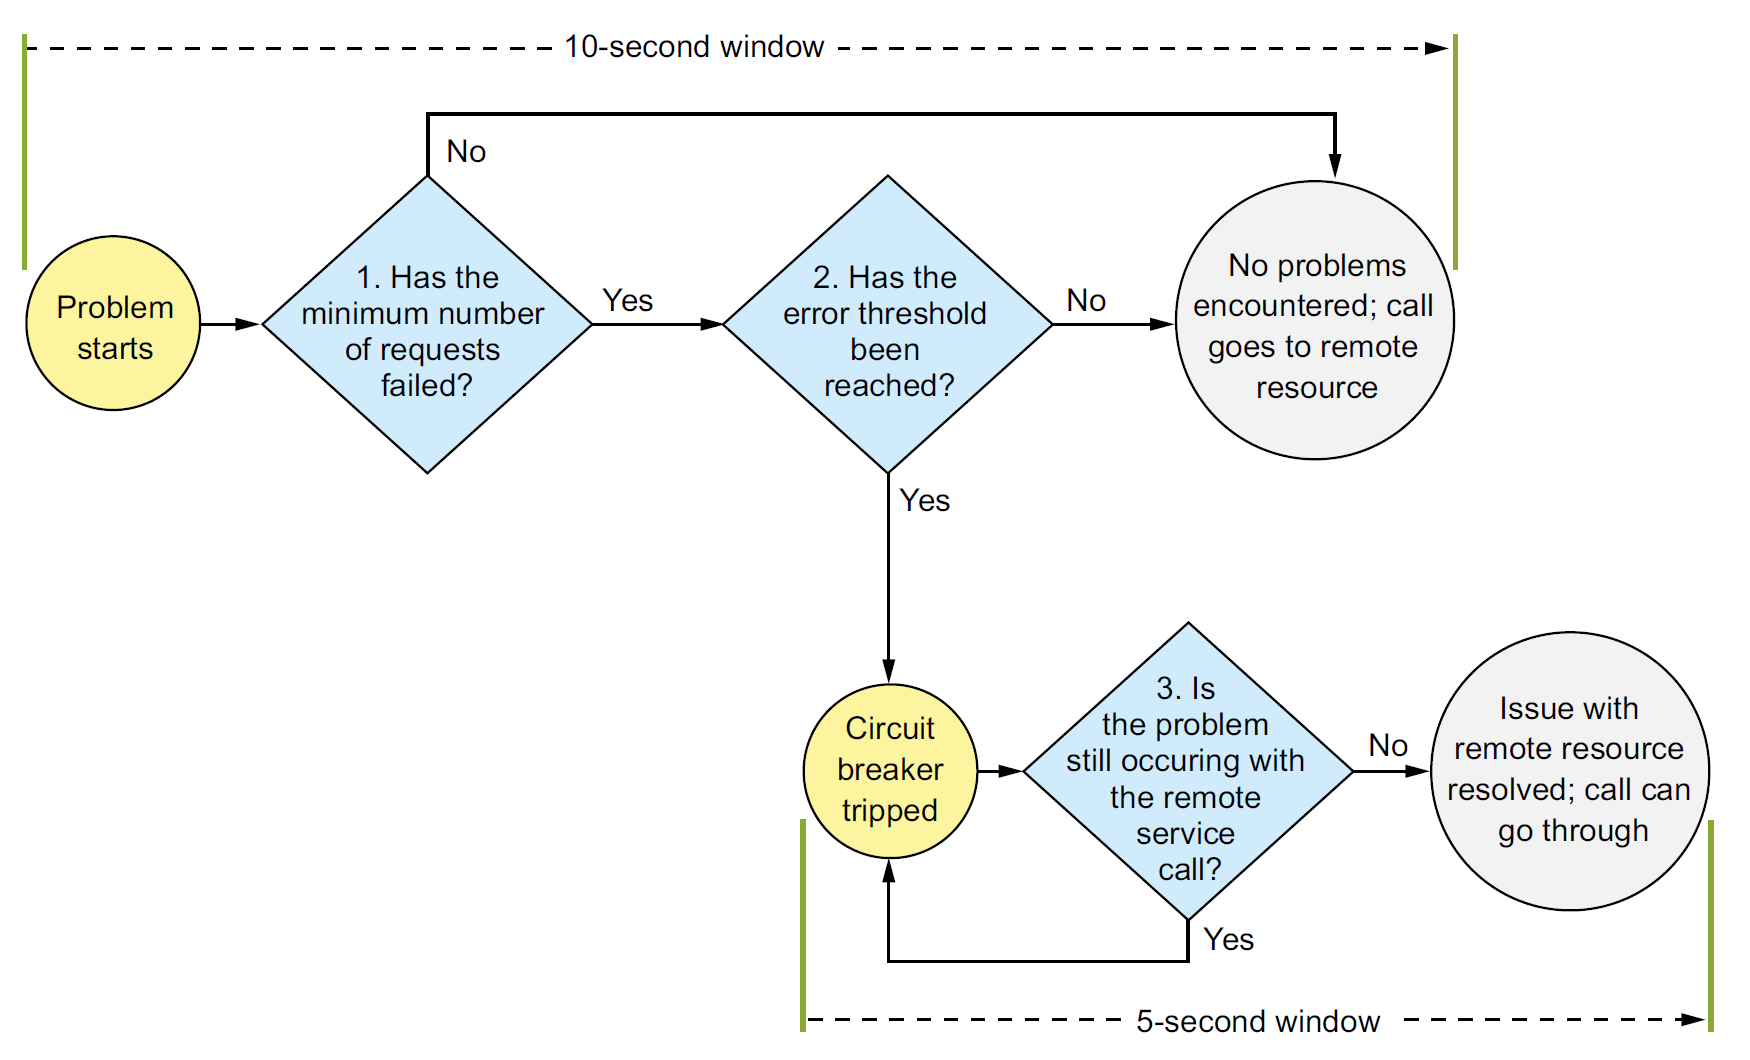 10-second window
No
Problem
starts
1. Has the
minimum number
of requests
failed?
Yes
2. Has the
error threshold
been
reached?
No
No problems
encountered; call
goes to remote
resource
Yes
Circuit
breaker
tripped
3. Is
the problem
still occuring with
the remote
service
call?
No
Issue with
remote resource
resolved; call can
go through
Yes
5-second window